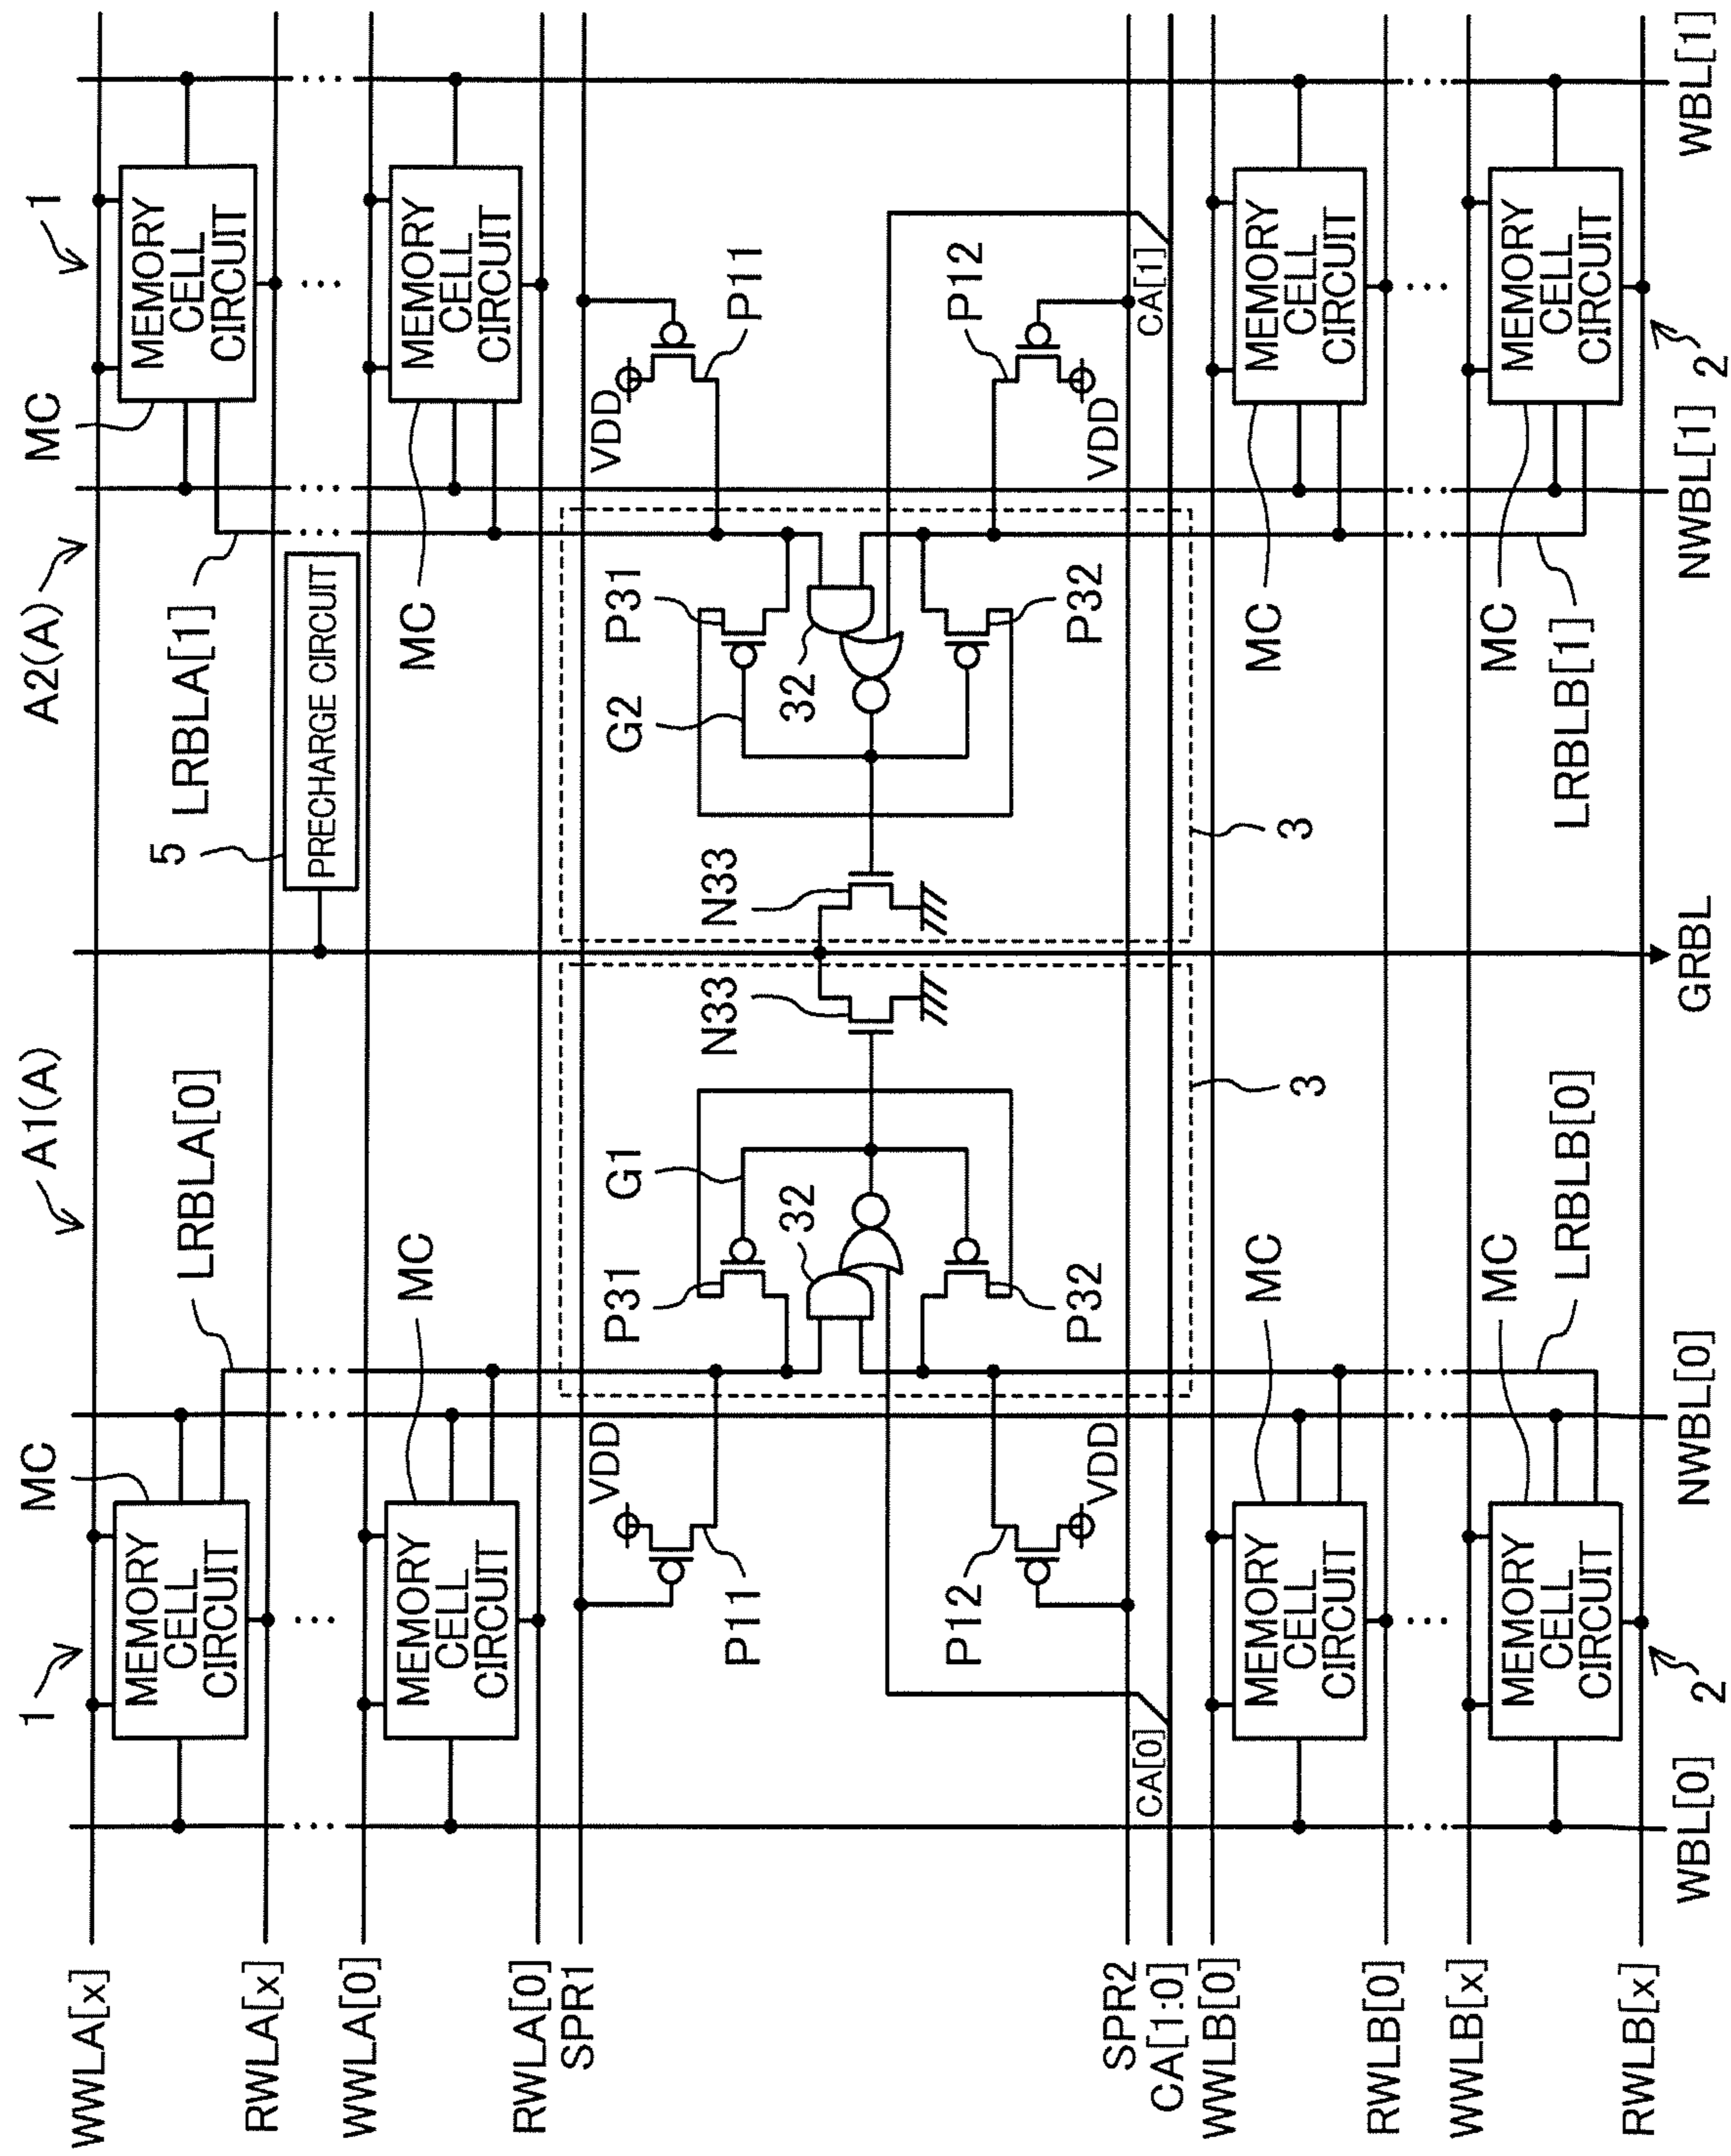 A1(A)
A2(A)
1
MC
MC
1
WWLA[x]
MEMORY
CELL
CIRCUIT
LRBLA[0]
5
LRBLA[1]
MEMORY
CELL
CIRCUIT
RWLA[x]
PRECHARGE CIRCUIT
WWLA[0]
MEMORY
CELL
CIRCUIT
MC
MC
MEMORY
CELL
CIRCUIT
RWLA[0]
SPR1
VDD
P31
G1
G2
P31
VDD
P11
32
N33
N33
32
P11
P12
P12
VDD
P32
P32
VDD
SPR2
CA[0]
CA[1]
CA[1:0]
WWLB[0]
MEMORY
CELL
CIRCUIT
MC
3
3
MC
MEMORY
CELL
CIRCUIT
RWLB[0]
WWLB[x]
MEMORY
CELL
CIRCUIT
MC
LRBLB[0]
LRBLB[1]
MC
MEMORY
CELL
CIRCUIT
RWLB[x]
2
2
WBL[0]
NWBL[0]
GRBL
NWBL[1]
WBL[1]